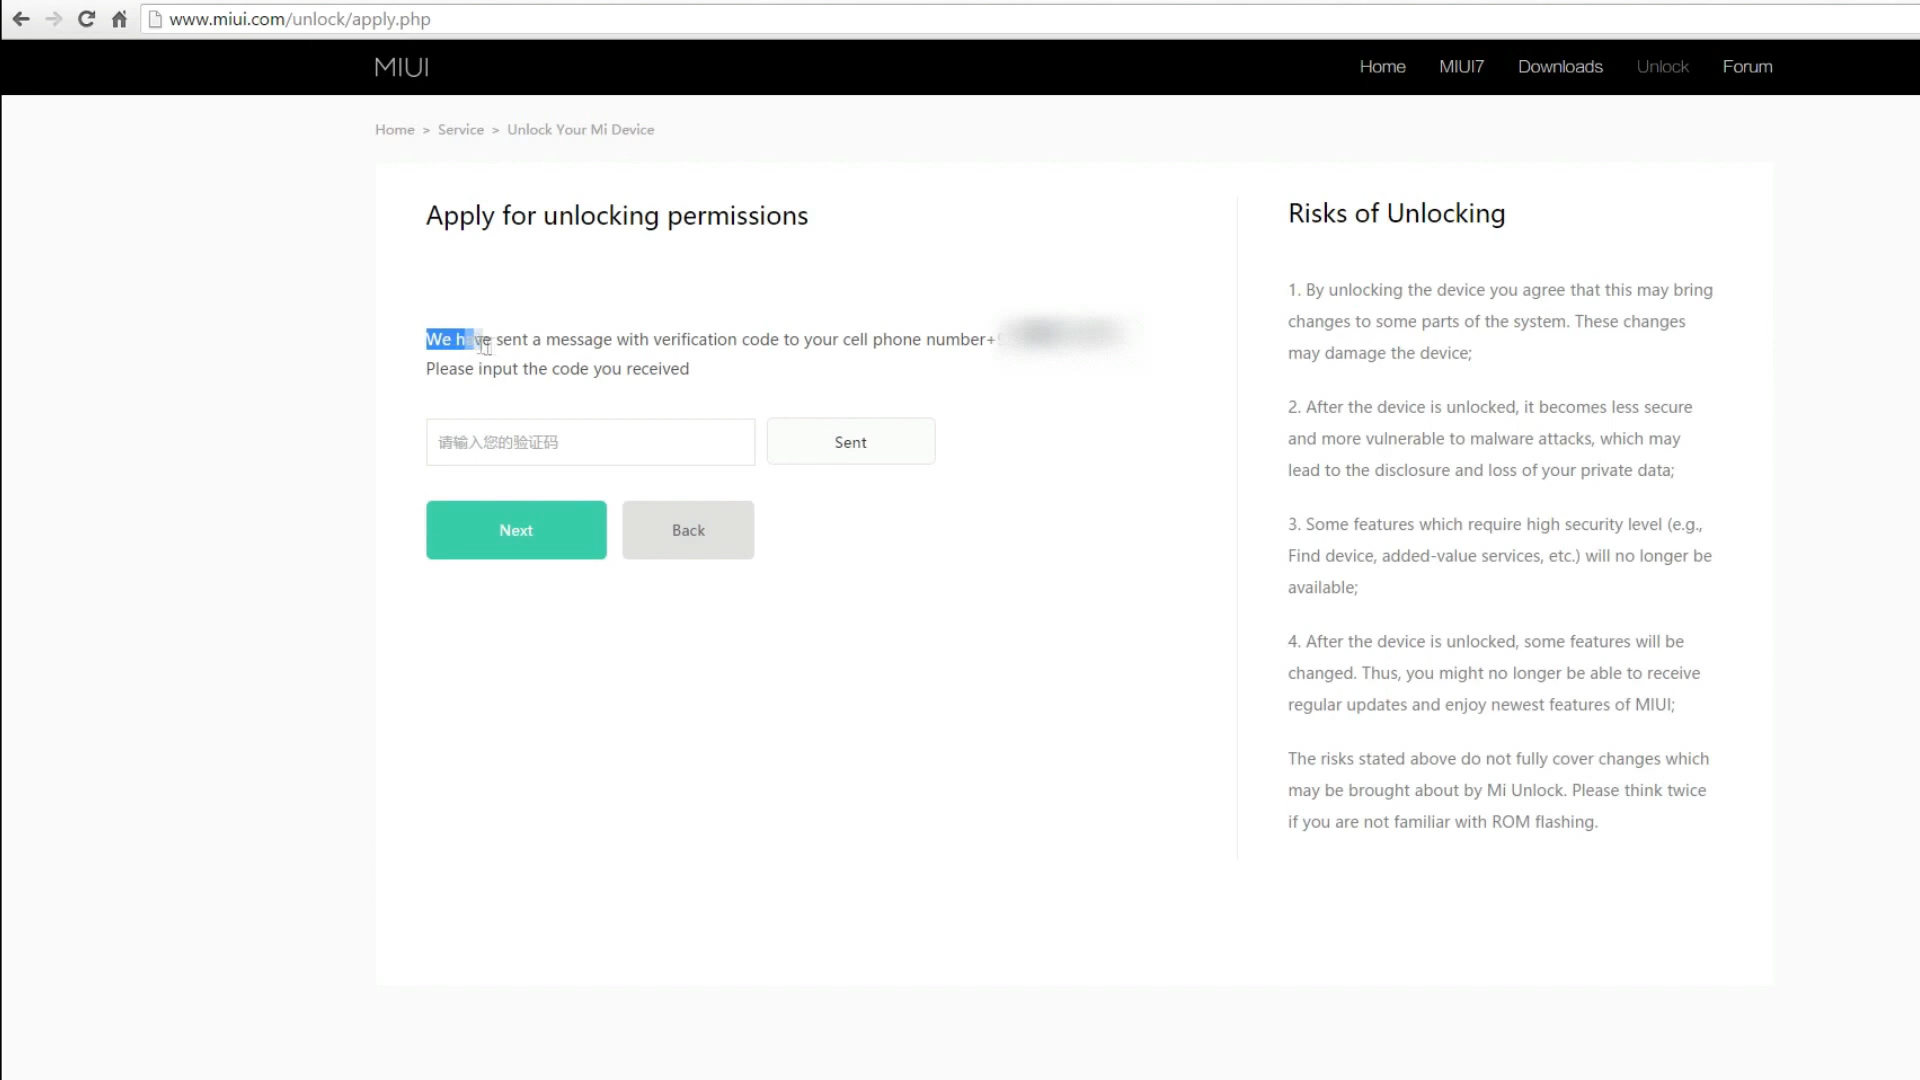 www.miui.com/unlock/apply.php
MIUI
Home MIUI7 Downloads Unlock Forum
Home > Service > Unlock Your Mi Device
Apply for unlocking permissions
We have sent a message with verification code to your cell phone number+
Please input the code you received
请输入您的验证码
Sent
Next
Back
Risks of Unlocking
1. By unlocking the device you agree that this may bring
changes to some parts of the system. These changes
may damage the device;
2. After the device is unlocked, it becomes less secure
and more vulnerable to malware attacks, which may
lead to the disclosure and loss of your private data;
3. Some features which require high security level (e.g.,
Find device, added-value services, etc.) will no longer be
available;
4. After the device is unlocked, some features will be
changed. Thus, you might no longer be able to receive
regular updates and enjoy newest features of MIUI;
The risks stated above do not fully cover changes which
may be brought about by Mi Unlock. Please think twice
if you are not familiar with ROM flashing.